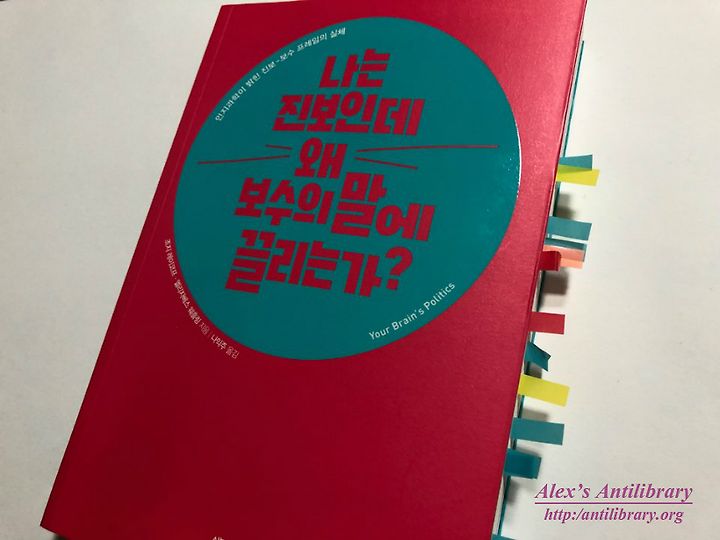 인지과학이 밝힌 진보-보수 프레임의 실체
나는
진보인데
왜
보수의 말에
끌리는가?
Your Brain's Politics
조지 레이코프, 엘리자베스 웨흘링 지음 | 나익주 옮김
Alex's Antilibrary
http:/antilibrary.org